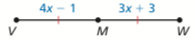 4x − 1 3x + 3
V M W